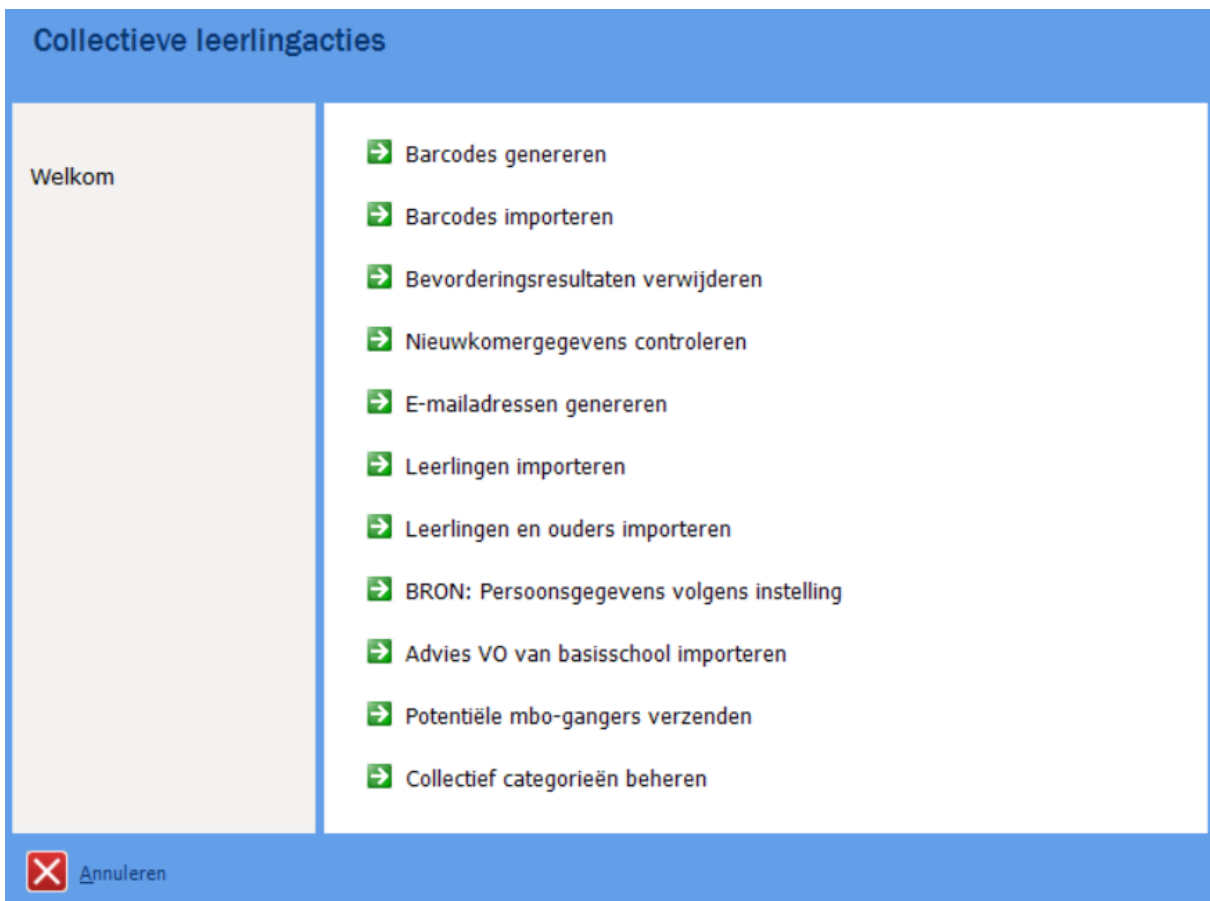 Collectieve leerlingacties
Welkom
Barcodes genereren
Barcodes importeren
Bevorderingsresultaten verwijderen
Nieuwkomergegevens controleren
E-mailadressen genereren
Leerlingen importeren
Leerlingen en ouders importeren
BRON: Persoonsgegevens volgens instelling
Advies VO van basisschool importeren
Potentiële mbo-gangers verzenden
Collectief categorieën beheren
Annuleren